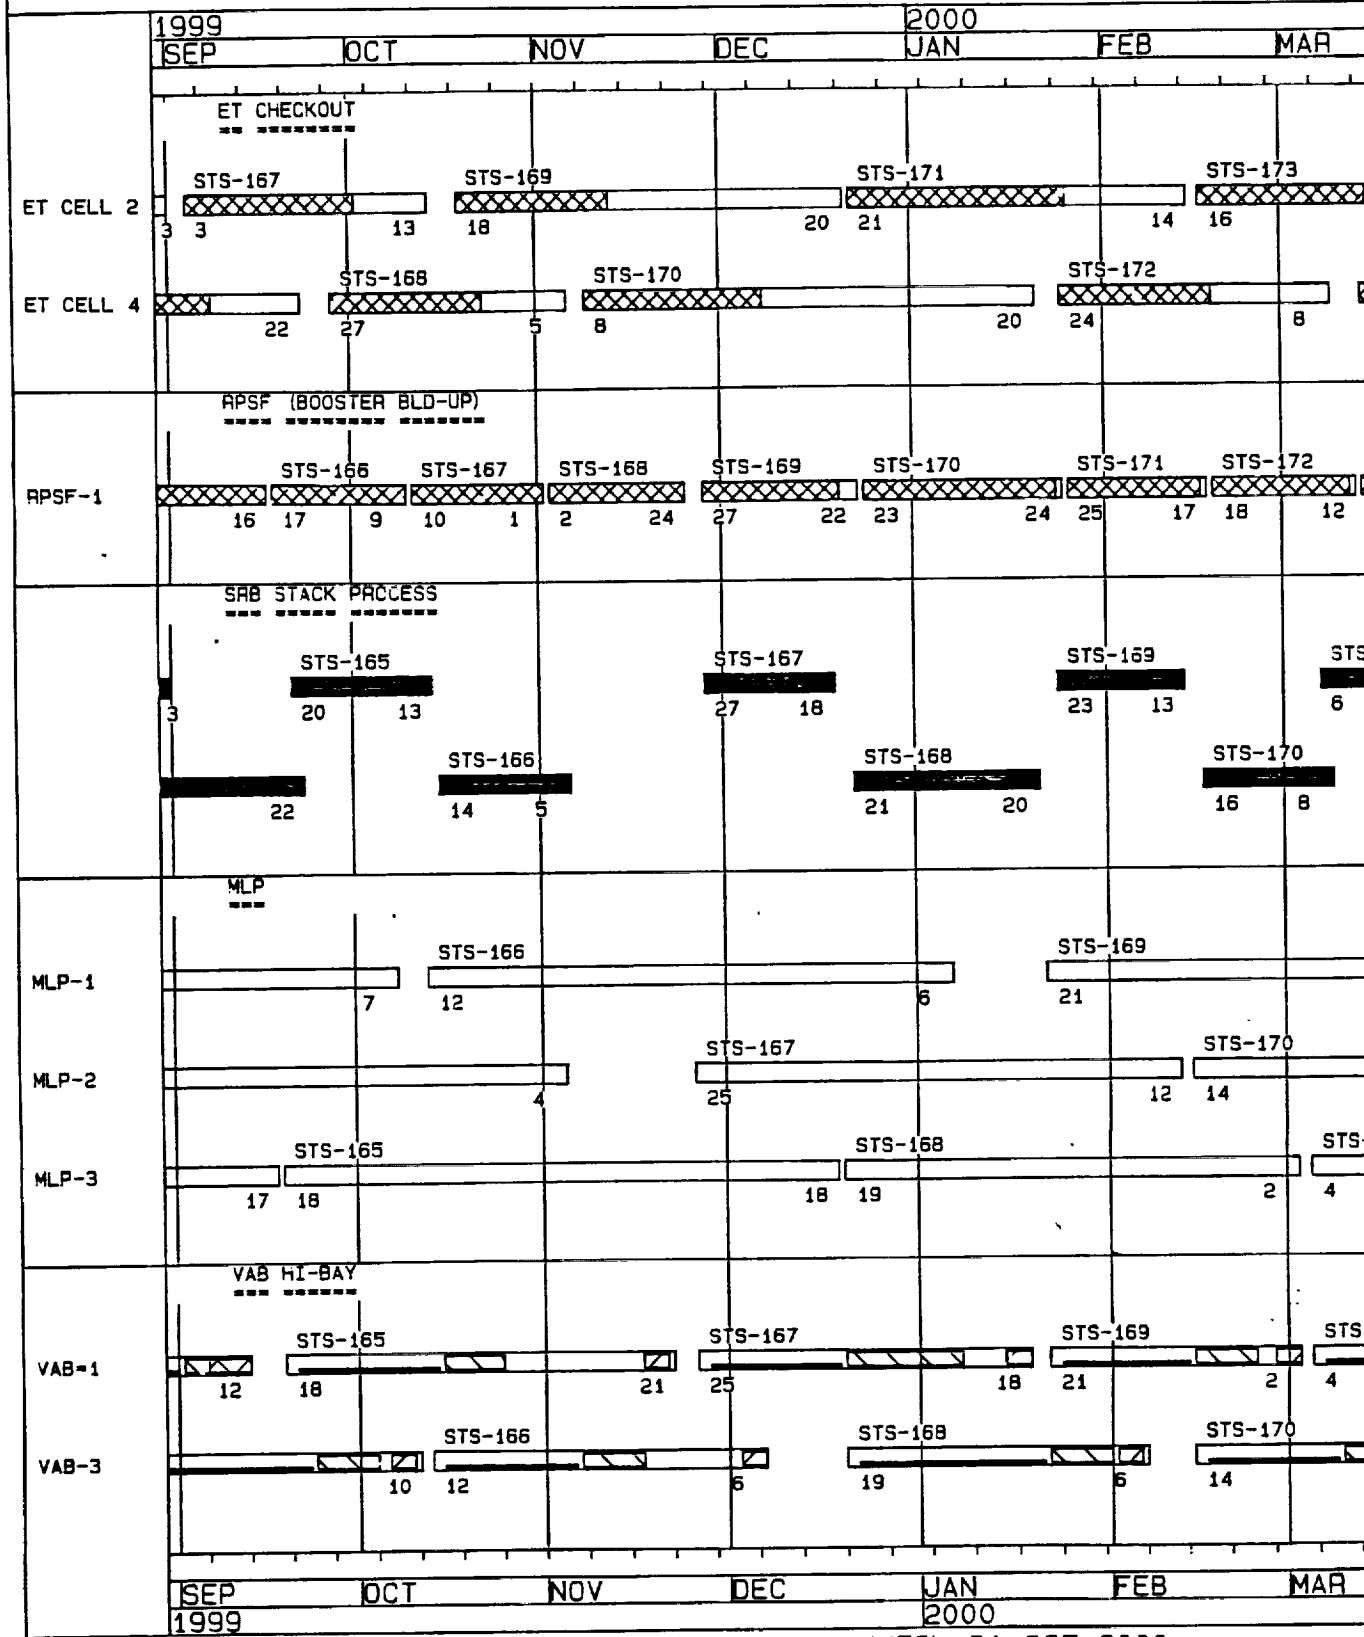 1999 2000
SEP OCT NOV DEC JAN FEB MAR
ET CHECKOUT
STS-167 STS-169 STS-171 STS-173
ET CELL 2
3 3 13 18 20 21 14 16
STS-168 STS-170 STS-172
ET CELL 4
22 27 5 8 20 24 8
RPSF (BOOSTER BLD-UP)
STS-166 STS-167 STS-168 STS-169 STS-170 STS-171 STS-172
RPSF-1
16 17 9 10 1 2 24 27 22 23 24 25 17 18 12
SRB STACK PROCESS
STS-165 STS-167 STS-169 STS
3 20 13 27 18 23 13 6
STS-166 STS-168 STS-170
22 14 5 21 20 16 8
MLP
STS-166 STS-169
MLP-1
7 12 6 21
STS-167 STS-170
MLP-2
4 25 12 14
STS-165 STS-168 STS-
MLP-3
17 18 18 19 2 4
VAB HI-BAY
STS-165 STS-167 STS-169 STS
VAB-1
12 18 21 25 18 21 2 4
STS-166 STS-168 STS-170
VAB-3
10 12 6 19 6 14
SEP OCT NOV DEC JAN FEB MAR
1999 2000